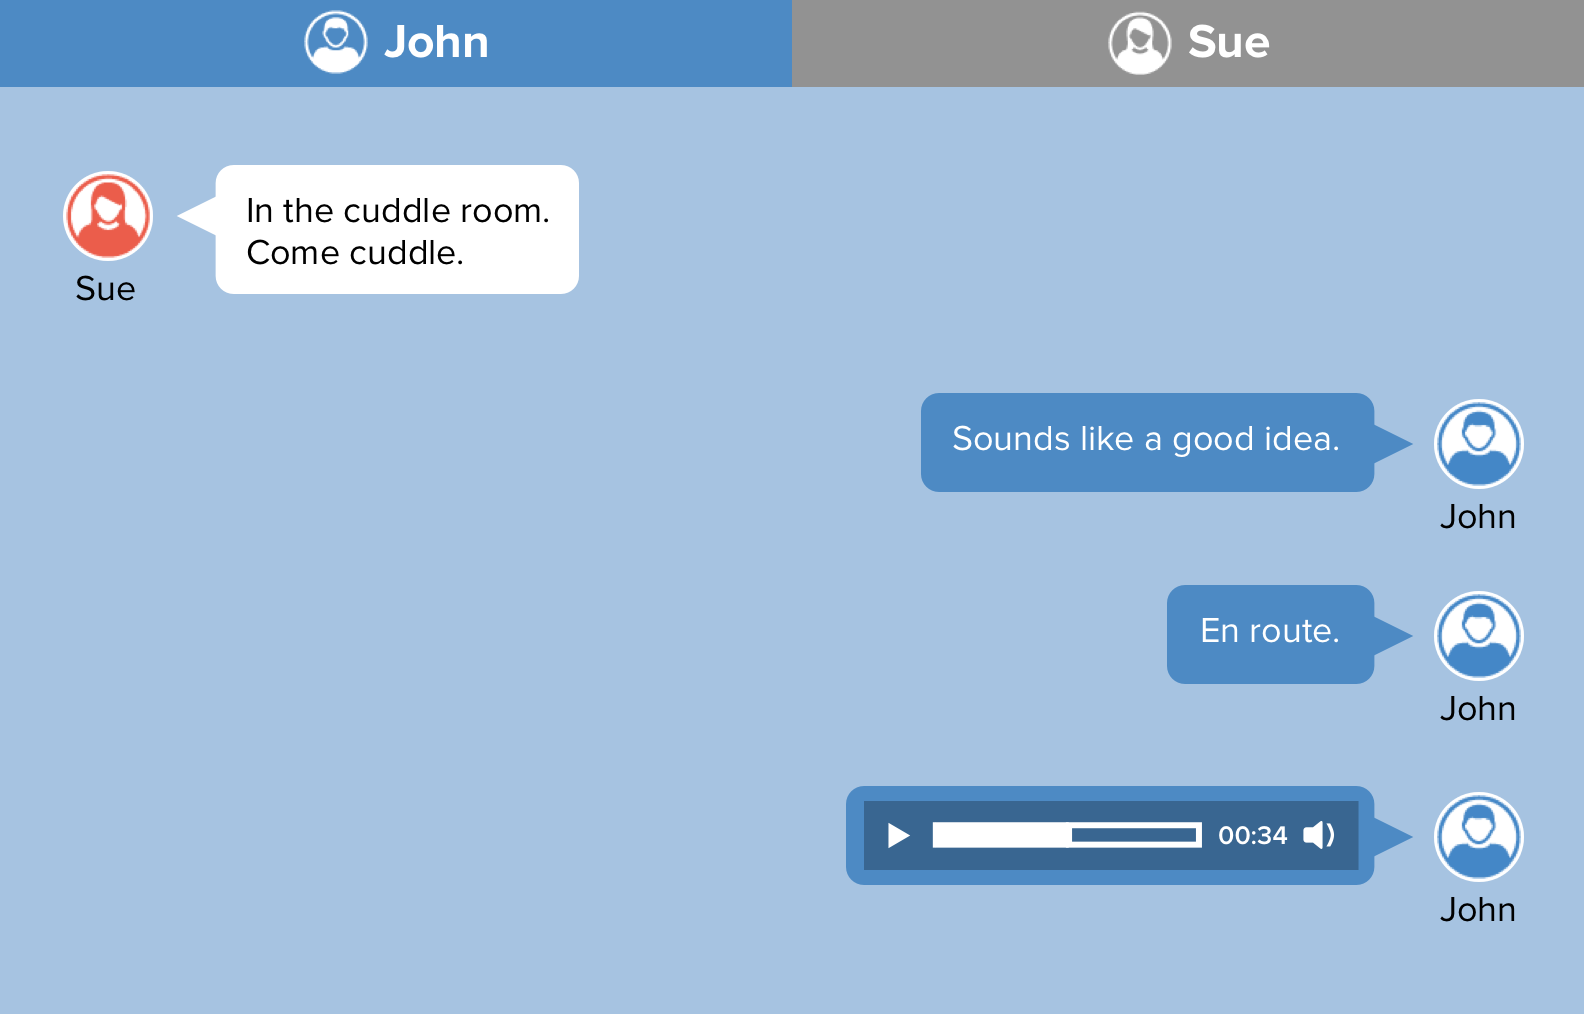 John
Sue
In the cuddle room.
Come cuddle.
Sue
Sounds like a good idea.
John
En route.
John
00:34
John